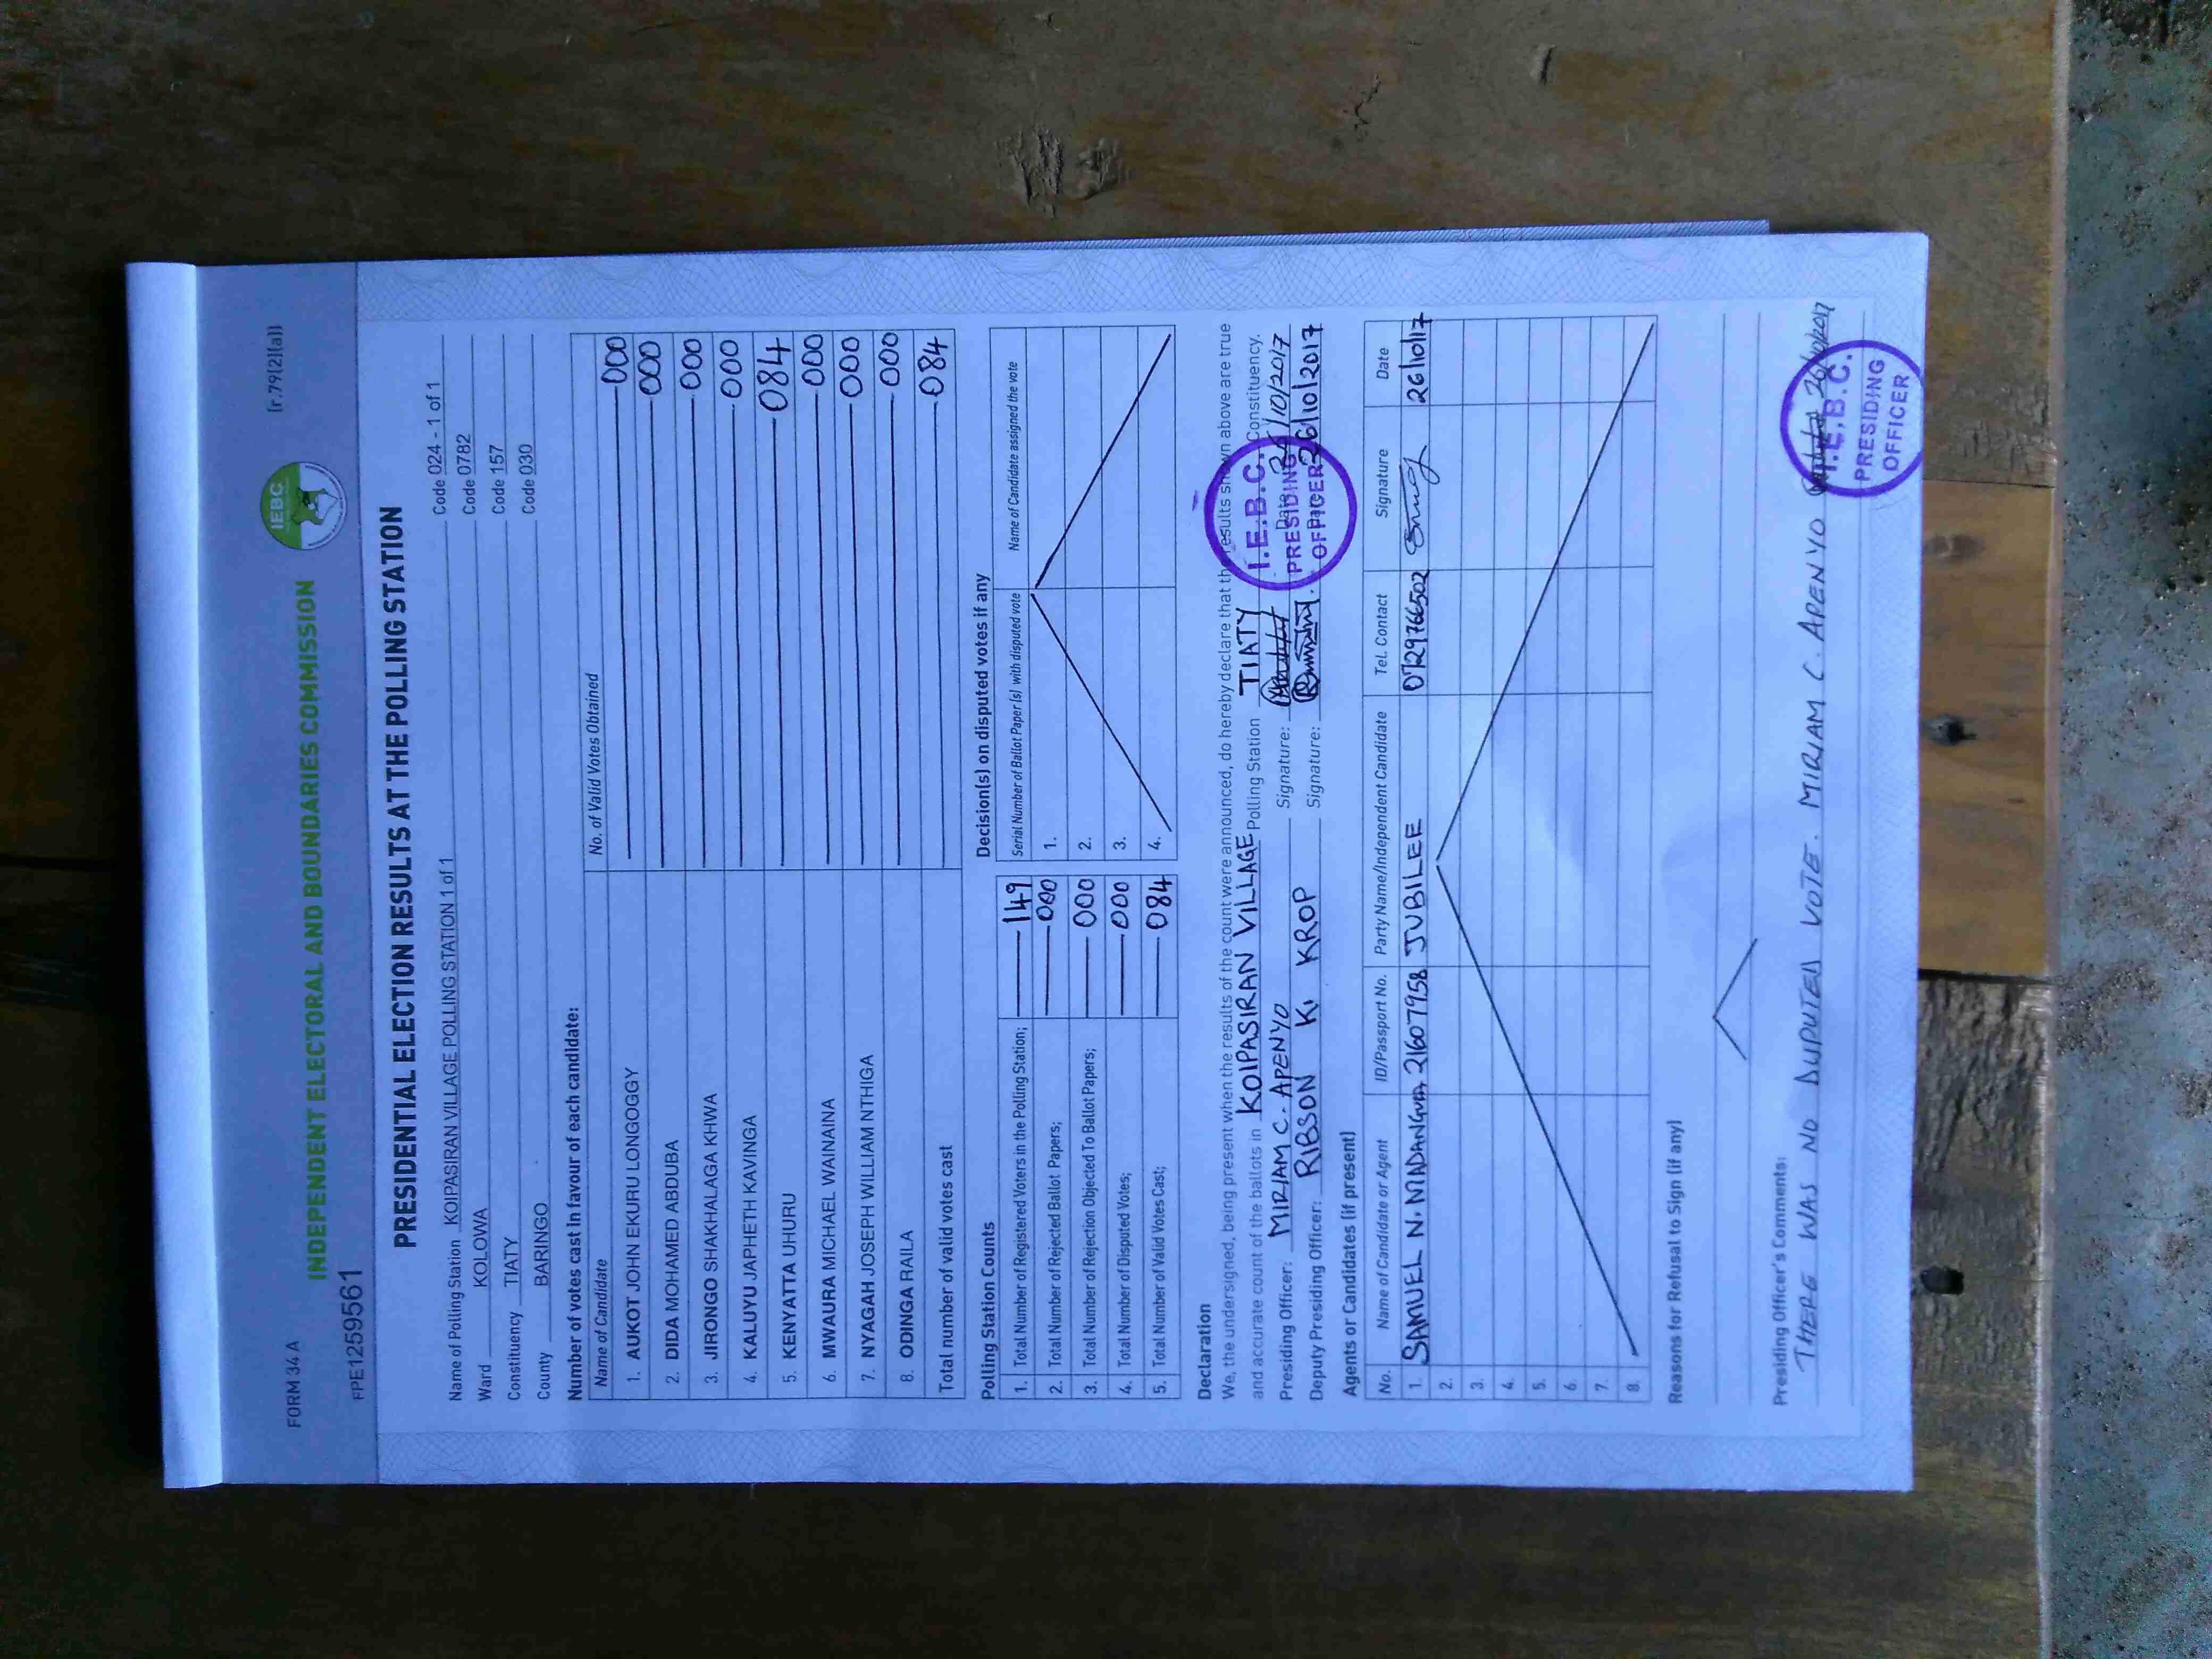 FORM 34 A
(r.79(2)(a))
IEBC
INDEPENDENT ELECTORAL AND BOUNDARIES COMMISSION
FPE1259561
PRESIDENTIAL ELECTION RESULTS AT THE POLLING STATION
Name of Polling Station KOIPASIRAN VILLAGE POLLING STATION 1 of 1 Code 024 - 1 of 1
Ward KOLOWA Code 0782
Constituency TIATY Code 157
County BARINGO Code 030
Number of votes cast in favour of each candidate:
Name of Candidate No. of Valid Votes Obtained
1. AUKOT JOHN EKURU LONGOGGY 000
2. DIDA MOHAMED ABDUBA 000
3. JIRONGO SHAKHALAGA KHWA 000
4. KALUYU JAPHETH KAVINGA 000
5. KENYATTA UHURU 084
6. MWAURA MICHAEL WAINAINA 000
7. NYAGAH JOSEPH WILLIAM NTHIGA 000
8. ODINGA RAILA 000
Total number of valid votes cast 084
Polling Station Counts
1. Total Number of Registered Voters in the Polling Station; 149
2. Total Number of Rejected Ballot Papers; 000
3. Total Number of Rejection Objected To Ballot Papers; 000
4. Total Number of Disputed Votes; 000
5. Total Number of Valid Votes Cast; 084
Decision(s) on disputed votes if any
Serial Number of Ballot Paper (s) with disputed vote Name of Candidate assigned the vote
1.
2.
3.
4.
Declaration
We, the undersigned, being present when the results of the count were announced, do hereby declare that the results shown above are true
and accurate count of the ballots in KOIPASIRAN VILLAGE Polling Station TIATY Constituency.
Presiding Officer: MIRIAM C. APENYO Signature: Date 26/10/2017
Deputy Presiding Officer: RIBSON K. KROP Signature: 26/10/2017
I.E.B.C.
PRESIDING
OFFICER
Agents or Candidates (if present)
No. Name of Candidate or Agent ID/Passport No. Party Name/Independent Candidate Tel. Contact Signature Date
1. SAMUEL N. 21607958 JUBILEE 0729766502 26/10/17
2.
3.
4.
5.
6.
7.
8.
Reasons for Refusal to Sign (if any)
Presiding Officer's Comments:
THERE WAS NO DISPUTED VOTE. MIRIAM C. APENYO 26/10/2017
I.E.B.C.
PRESIDING
OFFICER